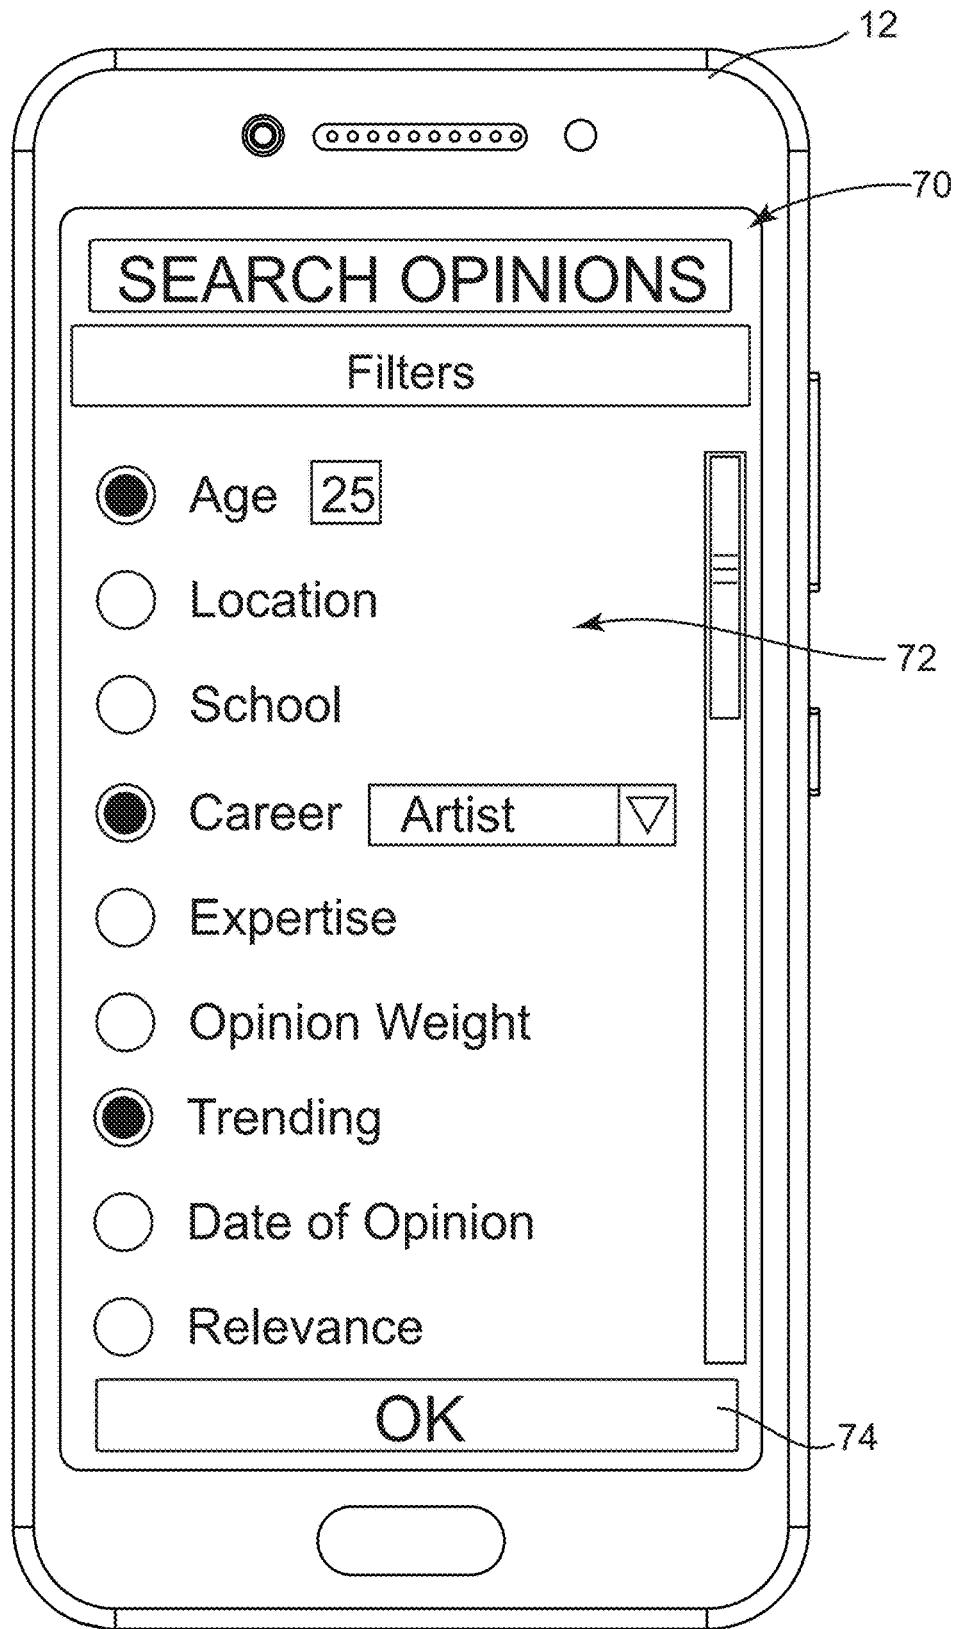 12
70
SEARCH OPINIONS
Filters
Age 25
Location
72
School
Career Artist
Expertise
Opinion Weight
Trending
Date of Opinion
Relevance
OK
74